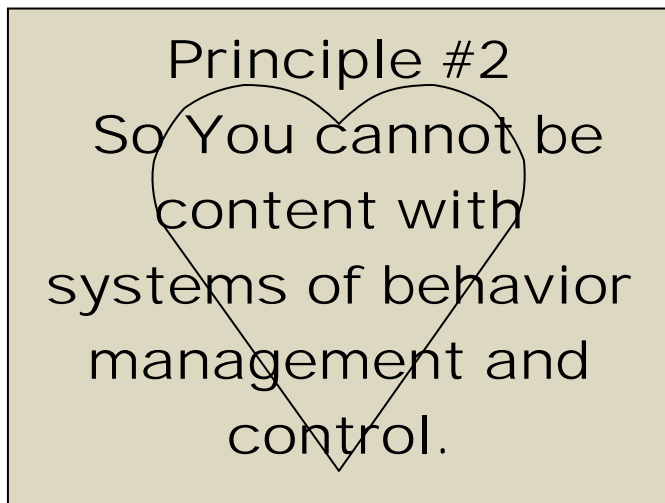 Principle #2
So You cannot be
content with
systems of behavior
management and
control.